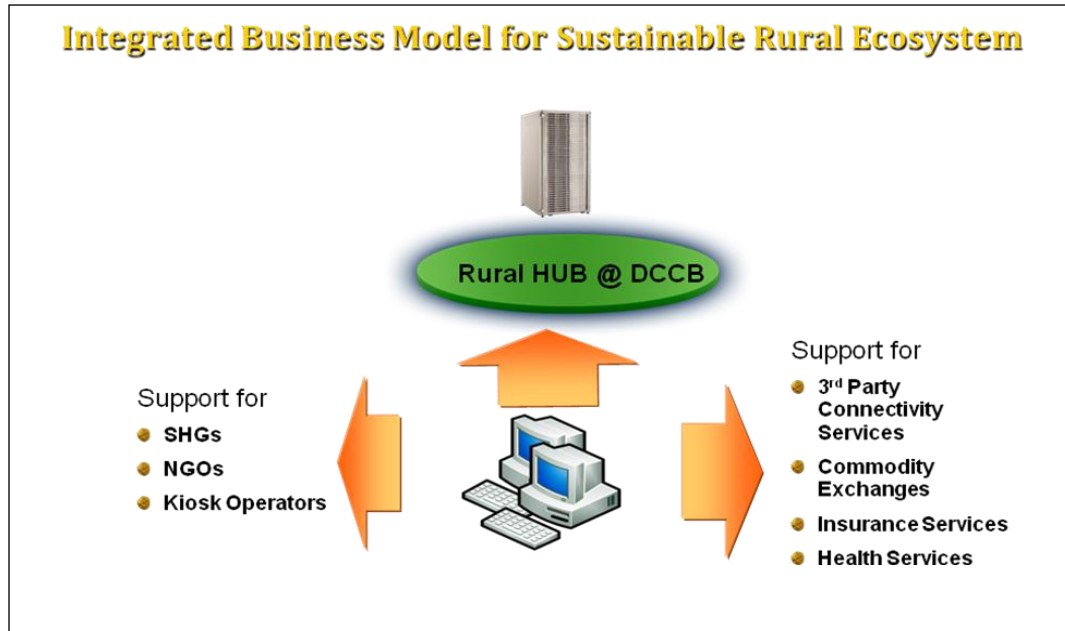 Integrated Business Model for Sustainable Rural Ecosystem
Rural HUB @ DCCB
Support for
SHGs
NGOs
Kiosk Operators
Support for
3rd Party
Connectivity
Services
Commodity
Exchanges
Insurance Services
Health Services